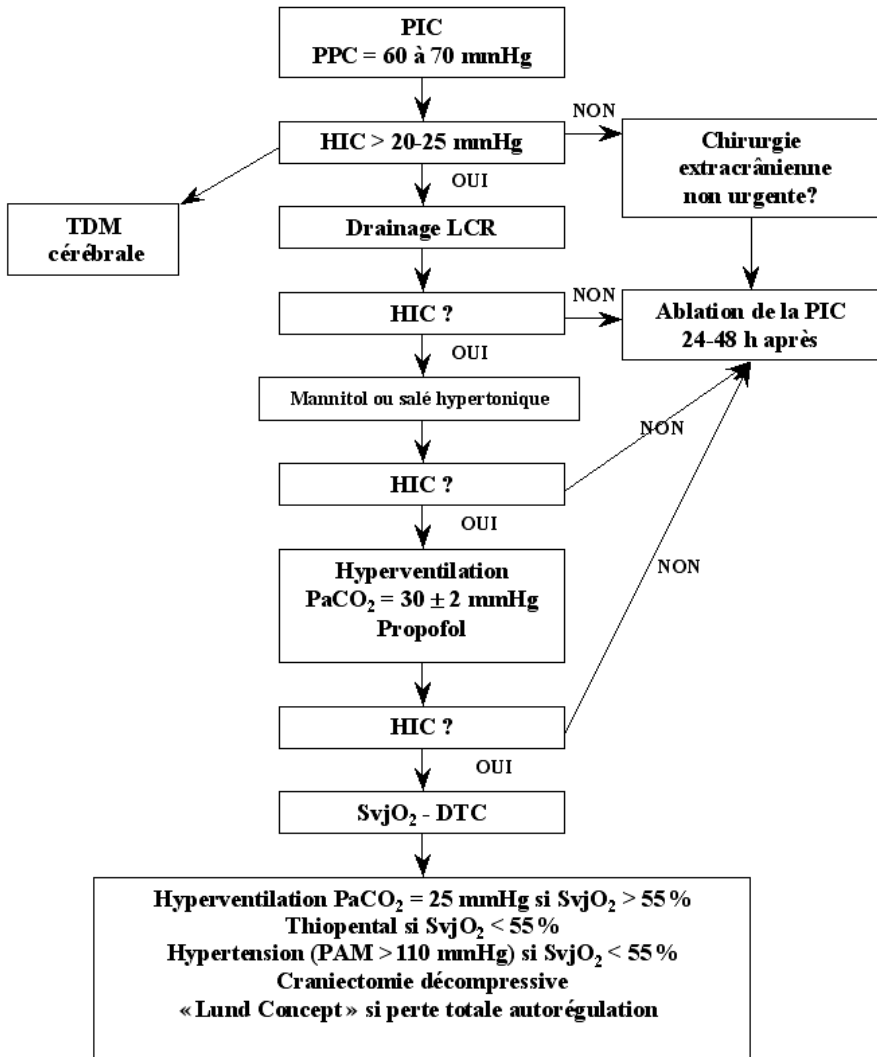 PIC
PPC = 60 à 70 mmHg
HIC > 20-25 mmHg
NON
Chirurgie
extracrânienne
non urgente?
OUI
TDM
cérébrale
Drainage LCR
HIC ?
NON
Ablation de la PIC
24-48 h après
OUI
Mannitol ou salé hypertonique
NON
HIC ?
OUI
NON
Hyperventilation
PaCO₂ = 30 ± 2 mmHg
Propofol
HIC ?
OUI
SvjO₂ - DTC
Hyperventilation PaCO₂ = 25 mmHg si SvjO₂ > 55 %
Thiopental si SvjO₂ < 55 %
Hypertension (PAM > 110 mmHg) si SvjO₂ < 55 %
Craniectomie décompressive
« Lund Concept » si perte totale autorégulation